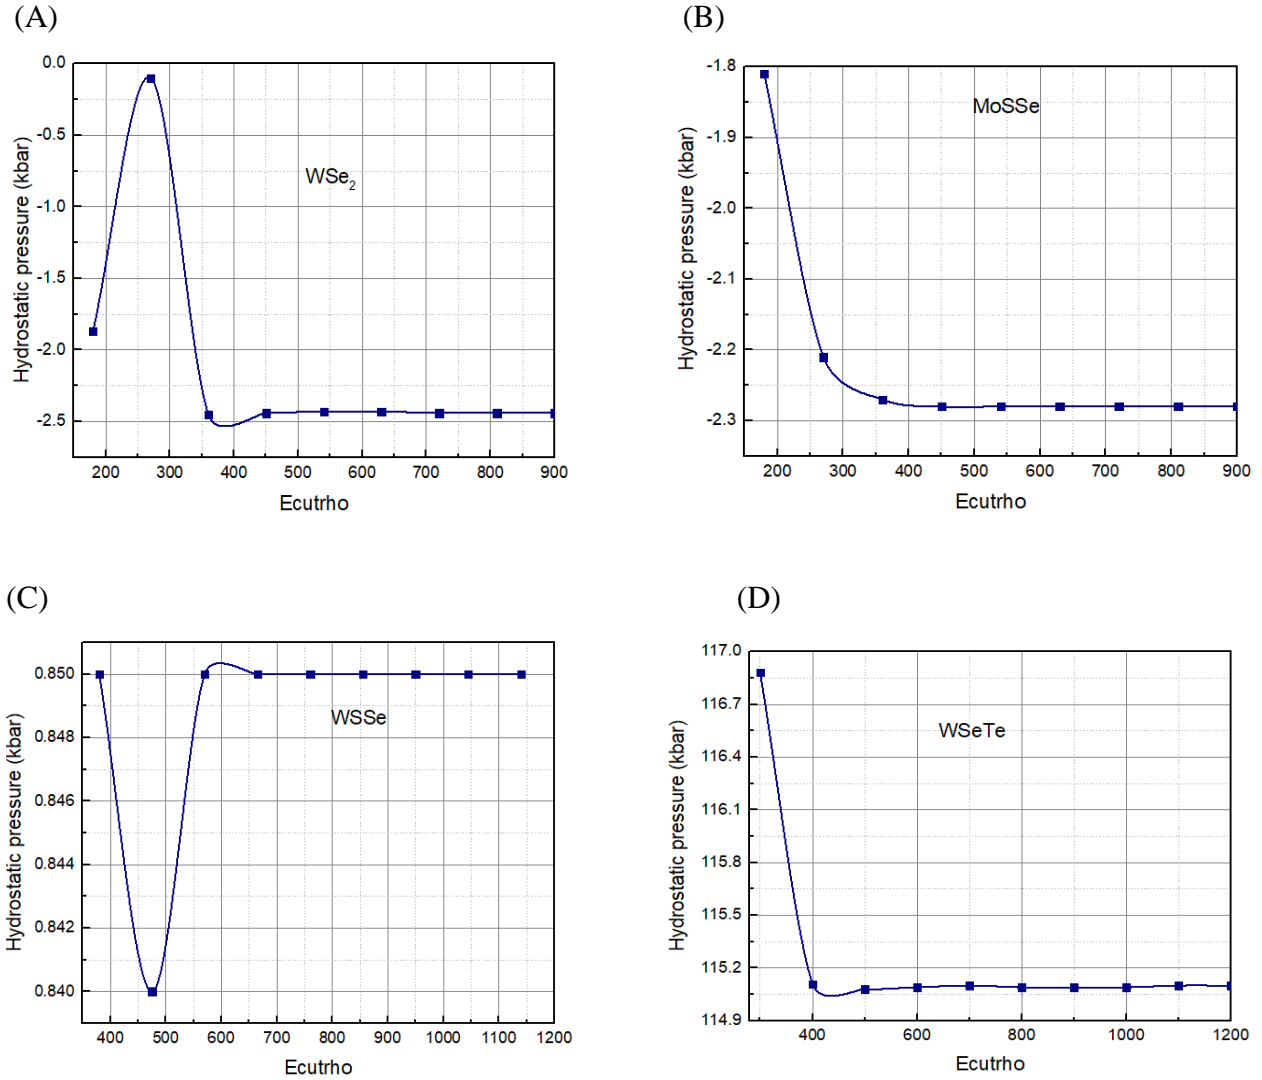 (A)
(B)
0.0
-0.5
-1.0
-1.5
-2.0
-2.5
Hydrostatic pressure (kbar)
WSe₂
200 300 400 500 600 700 800 900
Ecutrho
-1.8
-1.9
-2.0
-2.1
-2.2
-2.3
Hydrostatic pressure (kbar)
MoSSe
200 300 400 500 600 700 800 900
Ecutrho
(C)
(D)
0.850
0.848
0.846
0.844
0.842
0.840
Hydrostatic pressure (kbar)
WSSe
400 500 600 700 800 900 1000 1100 1200
Ecutrho
117.0
116.7
116.4
116.1
115.8
115.5
115.2
114.9
Hydrostatic pressure (kbar)
WSeTe
400 600 800 1000 1200
Ecutrho